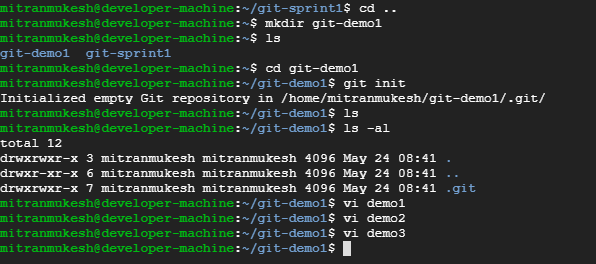 mitranmukesh@developer-machine:~/git-sprint1$ cd ..
mitranmukesh@developer-machine:~$ mkdir git-demo1
mitranmukesh@developer-machine:~$ ls
git-demo1  git-sprint1
mitranmukesh@developer-machine:~$ cd git-demo1
mitranmukesh@developer-machine:~/git-demo1$ git init
Initialized empty Git repository in /home/mitranmukesh/git-demo1/.git/
mitranmukesh@developer-machine:~/git-demo1$ ls
mitranmukesh@developer-machine:~/git-demo1$ ls -al
total 12
drwxrwxr-x 3 mitranmukesh mitranmukesh 4096 May 24 08:41 .
drwxr-xr-x 6 mitranmukesh mitranmukesh 4096 May 24 08:41 ..
drwxrwxr-x 7 mitranmukesh mitranmukesh 4096 May 24 08:41 .git
mitranmukesh@developer-machine:~/git-demo1$ vi demo1
mitranmukesh@developer-machine:~/git-demo1$ vi demo2
mitranmukesh@developer-machine:~/git-demo1$ vi demo3
mitranmukesh@developer-machine:~/git-demo1$